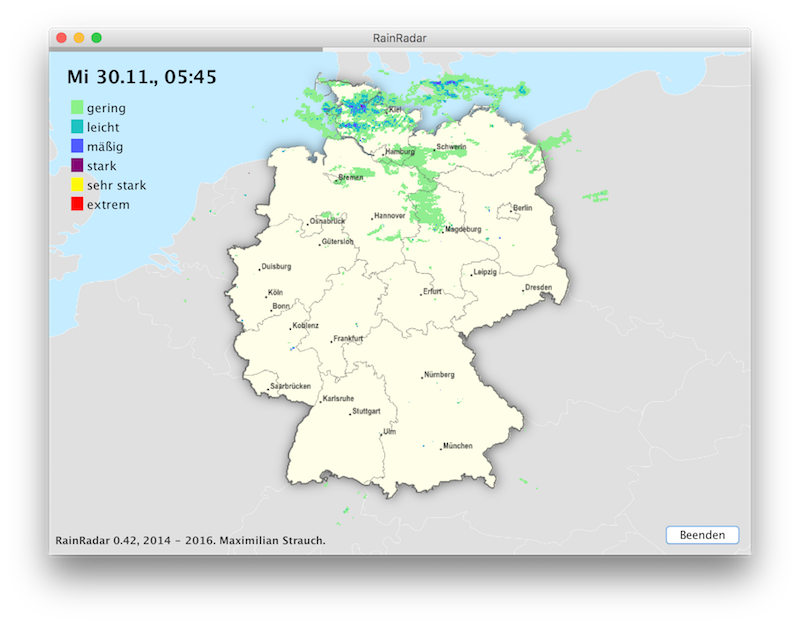 RainRadar
Mi 30.11., 05:45
gering
leicht
mäßig
stark
sehr stark
extrem
Kiel
Hamburg
Schwerin
Bremen
Berlin
Hannover
Osnabrück
Magdeburg
Gütersloh
Duisburg
Leipzig
Dresden
Köln
Erfurt
Bonn
Koblenz
Frankfurt
Nürnberg
Saarbrücken
Karlsruhe
Stuttgart
Ulm
München
RainRadar 0.42, 2014 - 2016. Maximilian Strauch.
Beenden